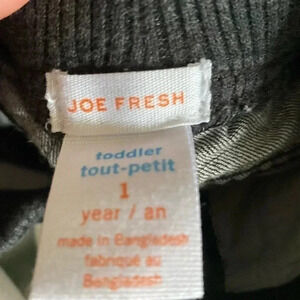 JOE FRESH
toddler
tout-petit
1
year / an
made in Bangladesh
fabriqué au
Bangladesh